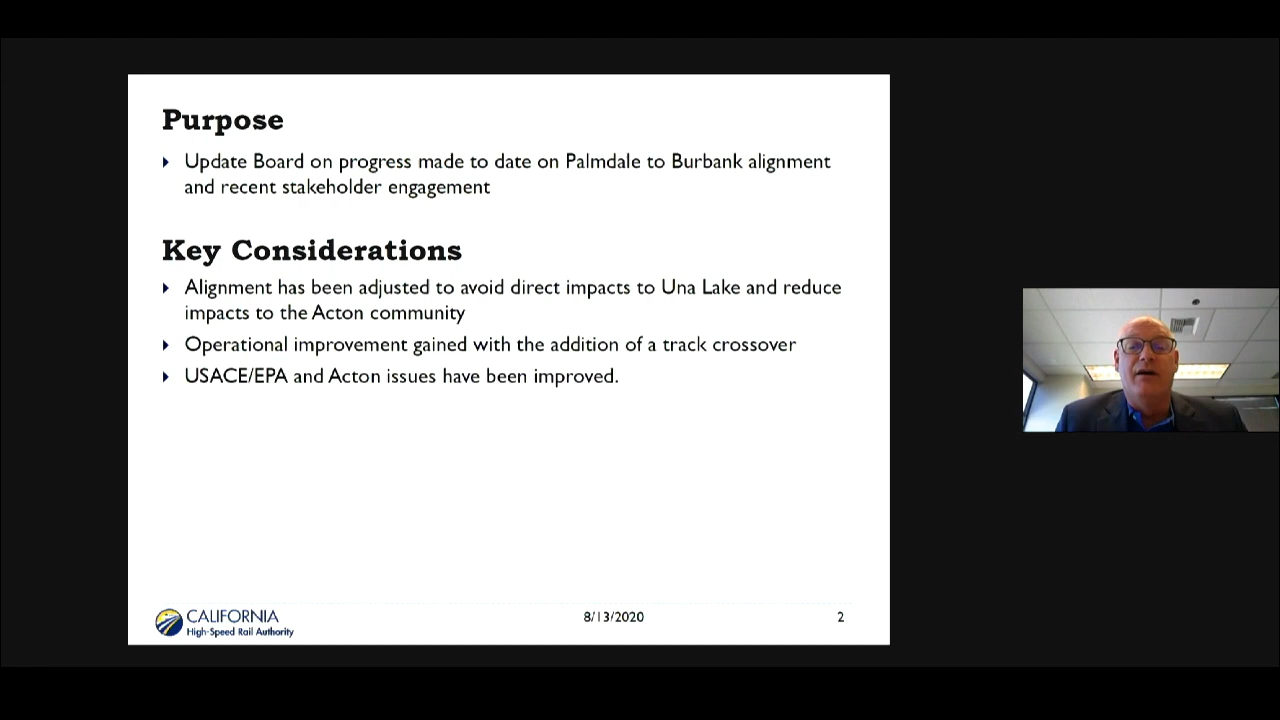 Purpose
Update Board on progress made to date on Palmdale to Burbank alignment
and recent stakeholder engagement
Key Considerations
Alignment has been adjusted to avoid direct impacts to Una Lake and reduce
impacts to the Acton community
Operational improvement gained with the addition of a track crossover
USACE/EPA and Acton issues have been improved.
CALIFORNIA
High-Speed Rail Authority
8/13/2020
2